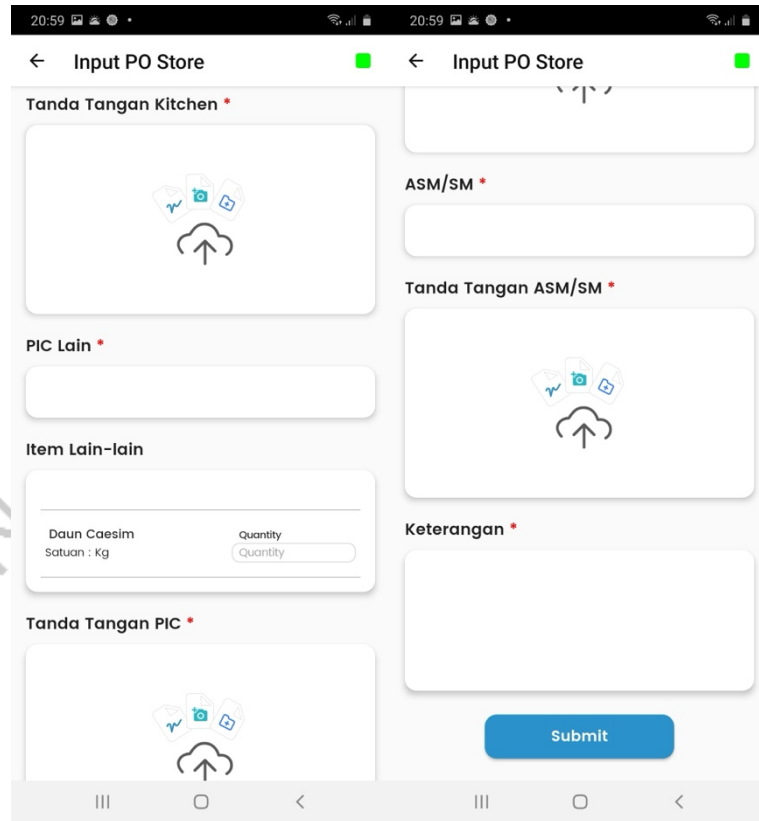 20:59
Input PO Store
Tanda Tangan Kitchen *
PIC Lain *
Item Lain-lain
Daun Caesim
Quantity
Satuan : Kg
Quantity
Tanda Tangan PIC *
20:59
Input PO Store
ASM/SM *
Tanda Tangan ASM/SM *
Keterangan *
Submit